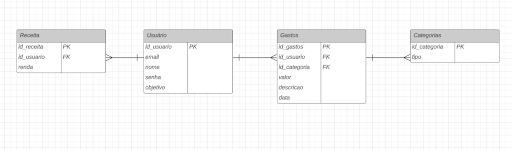 Receita
id_receita PK
id_usuario FK
renda
Usuário
id_usuario PK
email
nome
senha
objetivo
Gastos
id_gastos PK
id_usuario FK
id_categoria FK
valor
descricao
data
Categorias
id_categoria PK
tipo